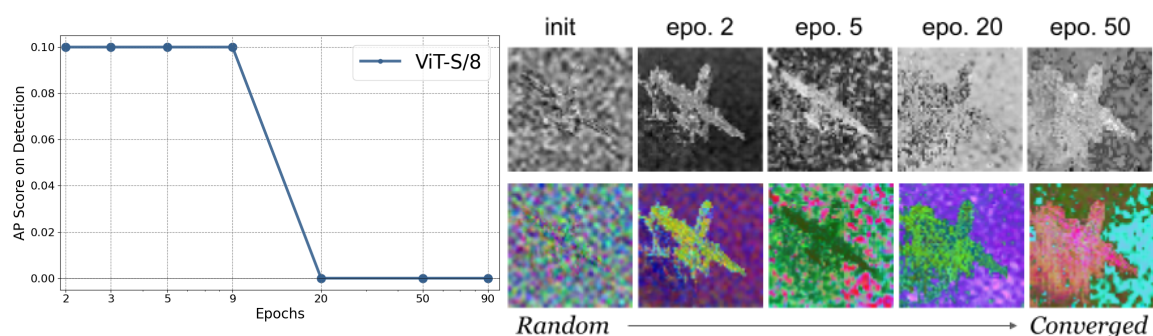 init epo. 2 epo. 5 epo. 20 epo. 50
0.10
0.08
0.06
0.04
0.02
0.00
AP Score on Detection
ViT-S/8
2 3 5 9 20 50 90
Epochs
Random Converged